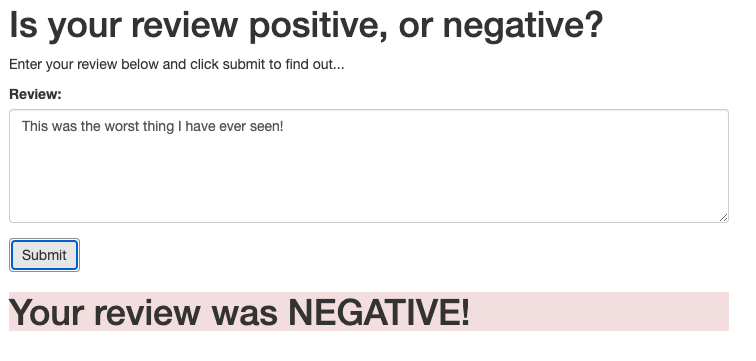 Is your review positive, or negative?
Enter your review below and click submit to find out...
Review:
This was the worst thing I have ever seen!
Submit
Your review was NEGATIVE!